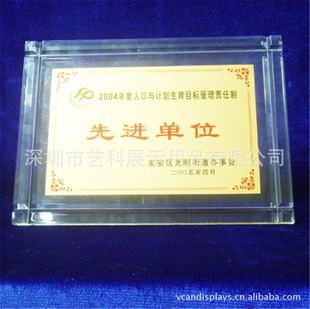 2004年度人口与计划生育目标管理责任制
先进单位
深圳市艺科展示用品有限公司
宝安区光明街道办事处
二〇〇五年四月
www.vcandisplays.com